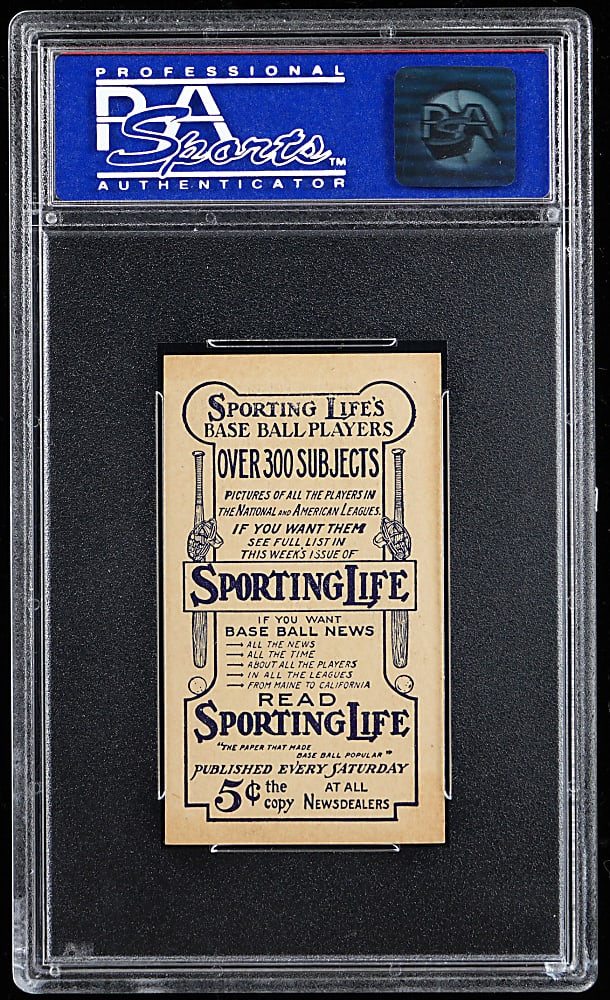 PROFESSIONAL
PSA
Sports™
AUTHENTICATOR
PSA
SPORTING LIFE'S
BASE BALL PLAYERS
OVER 300 SUBJECTS
PICTURES OF ALL THE PLAYERS IN
THE NATIONAL AND AMERICAN LEAGUES.
IF YOU WANT THEM
SEE FULL LIST IN
THIS WEEK'S ISSUE OF
SPORTING LIFE
IF YOU WANT
BASE BALL NEWS
ALL THE NEWS
ALL THE TIME
ABOUT ALL THE PLAYERS
IN ALL THE LEAGUES
FROM MAINE TO CALIFORNIA
READ
SPORTING LIFE
"THE PAPER THAT MADE
BASE BALL POPULAR"
PUBLISHED EVERY SATURDAY
5¢ the copy AT ALL NEWSDEALERS